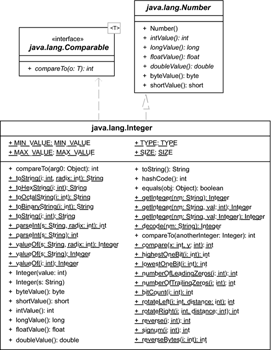 java.lang.Number
+ Number()
+ intValue(): int
+ longValue(): long
+ floatValue(): float
+ doubleValue(): double
+ byteValue(): byte
+ shortValue(): short
<T>
«interface»
java.lang.Comparable
+ compareTo(o: T): int
java.lang.Integer
+ MIN_VALUE: MIN_VALUE
+ MAX_VALUE: MAX_VALUE
+ TYPE: TYPE
+ SIZE: SIZE
+ compareTo(arg0: Object): int
+ toString(i: int, radix: int): String
+ toHexString(i: int): String
+ toOctalString(i: int): String
+ toBinaryString(i: int): String
+ toString(i: int): String
+ parseInt(s: String, radix: int): int
+ parseInt(s: String): int
+ valueOf(s: String, radix: int): Integer
+ valueOf(s: String): Integer
+ valueOf(i: int): Integer
+ Integer(value: int)
+ Integer(s: String)
+ byteValue(): byte
+ shortValue(): short
+ intValue(): int
+ longValue(): long
+ floatValue(): float
+ doubleValue(): double
+ toString(): String
+ hashCode(): int
+ equals(obj: Object): boolean
+ getInteger(nm: String): Integer
+ getInteger(nm: String, val: int): Integer
+ getInteger(nm: String, val: Integer): Integer
+ decode(nm: String): Integer
+ compareTo(anotherInteger: Integer): int
+ compare(x: int, y: int): int
+ highestOneBit(i: int): int
+ lowestOneBit(i: int): int
+ numberOfLeadingZeros(i: int): int
+ numberOfTrailingZeros(i: int): int
+ bitCount(i: int): int
+ rotateLeft(i: int, distance: int): int
+ rotateRight(i: int, distance: int): int
+ reverse(i: int): int
+ signum(i: int): int
+ reverseBytes(i: int): int